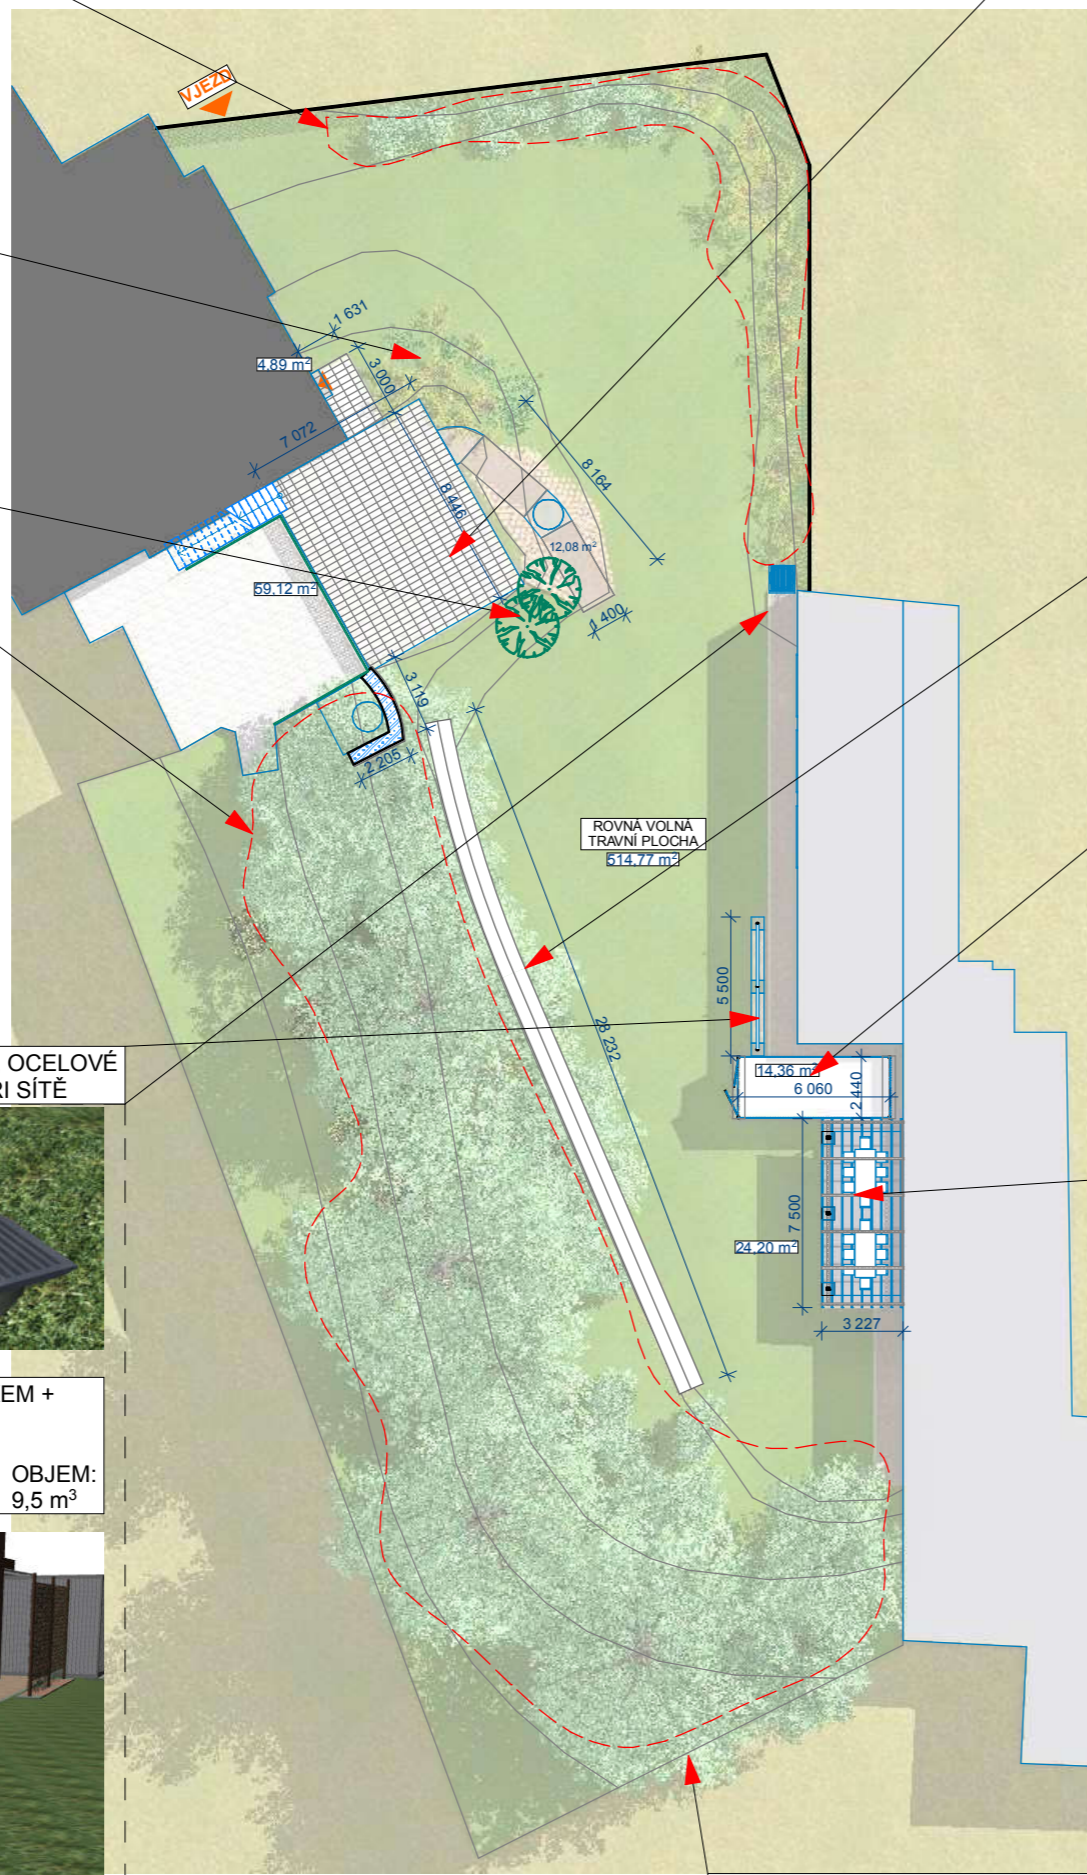 VJEZD
1 631
4.89 m²
3 000
7 072
8 446
8 164
12,08 m²
59.12 m²
1 400
3 119
2 205
ROVNÁ VOLNÁ
TRAVNÍ PLOCHA
514.77 m²
5 500
28 232
OCELOVÉ
SÍTĚ
14.36 m²
6 060
2 440
7 500
24.20 m²
3 227
EM +
OBJEM:
9,5 m³